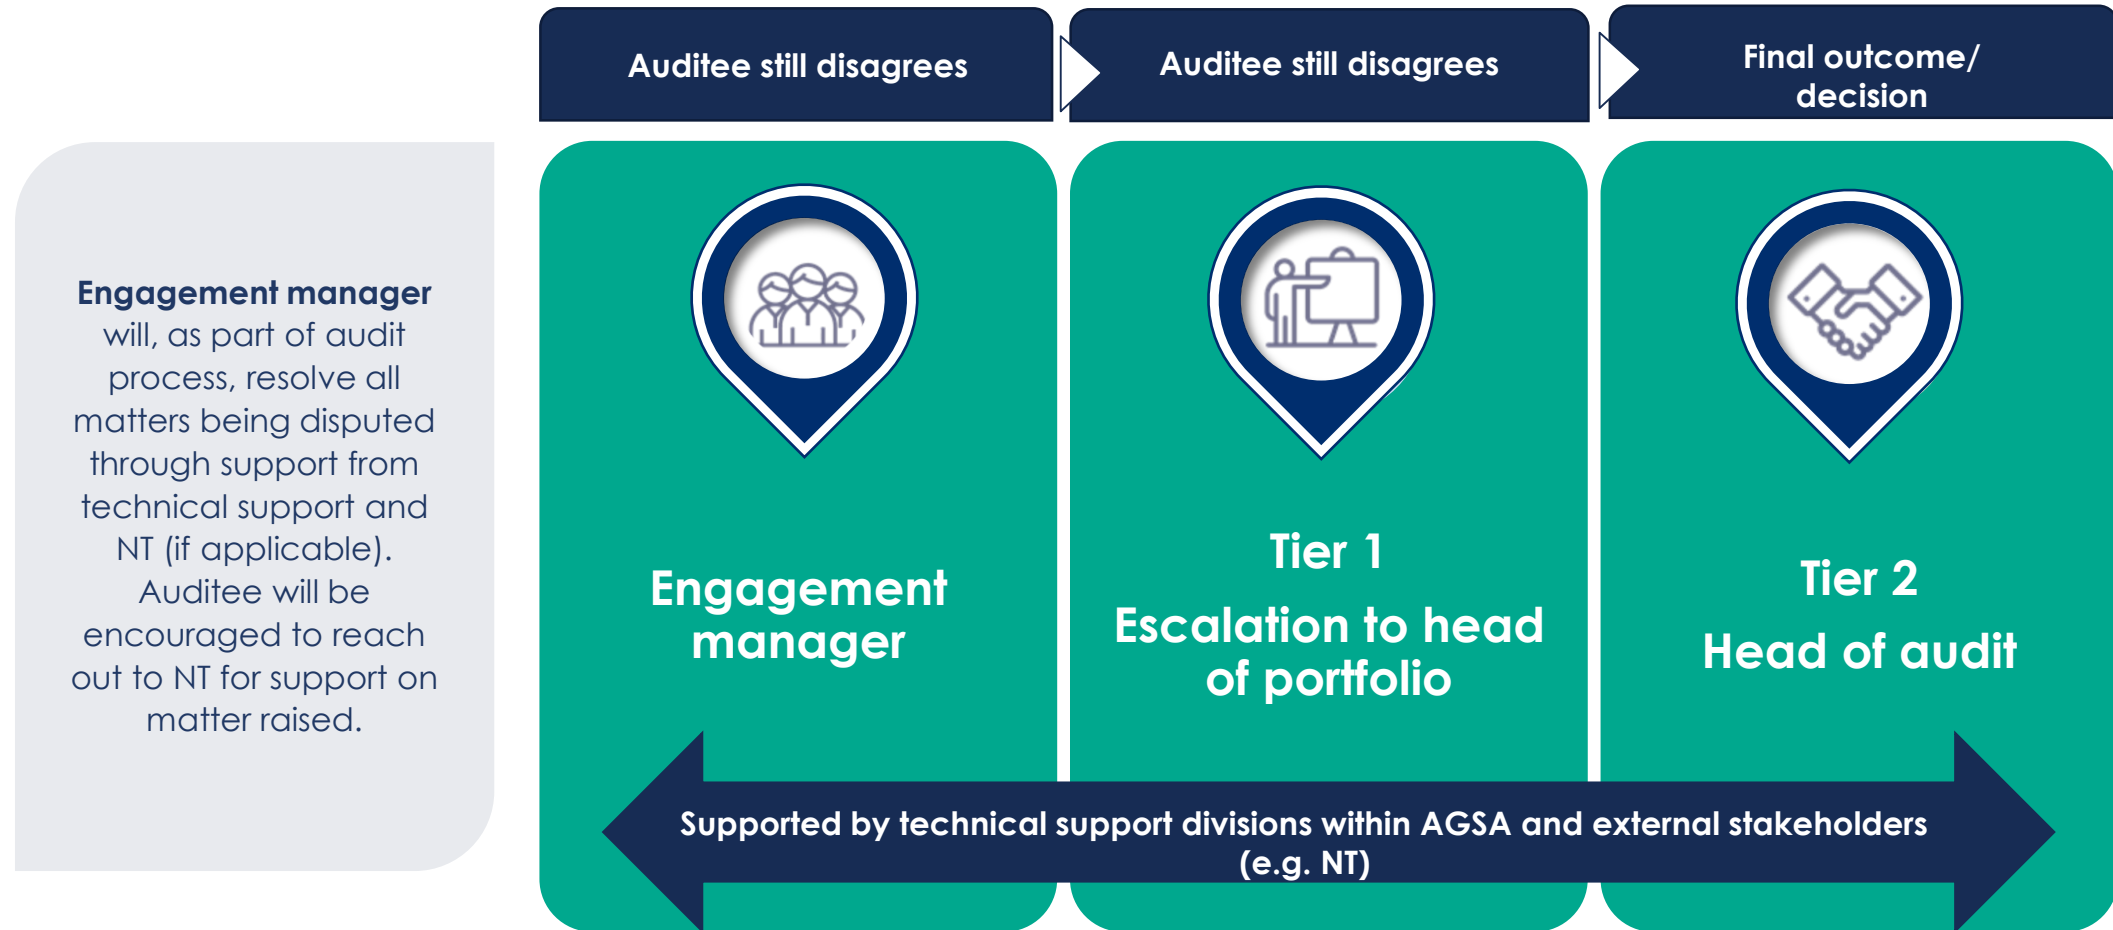 Auditee still disagrees
Auditee still disagrees
Final outcome/
decision
Engagement manager
will, as part of audit
process, resolve all
matters being disputed
through support from
technical support and
NT (if applicable).
Auditee will be
encouraged to reach
out to NT for support on
matter raised.
Engagement
manager
Tier 1
Escalation to head
of portfolio
Tier 2
Head of audit
Supported by technical support divisions within AGSA and external stakeholders
(e.g. NT)